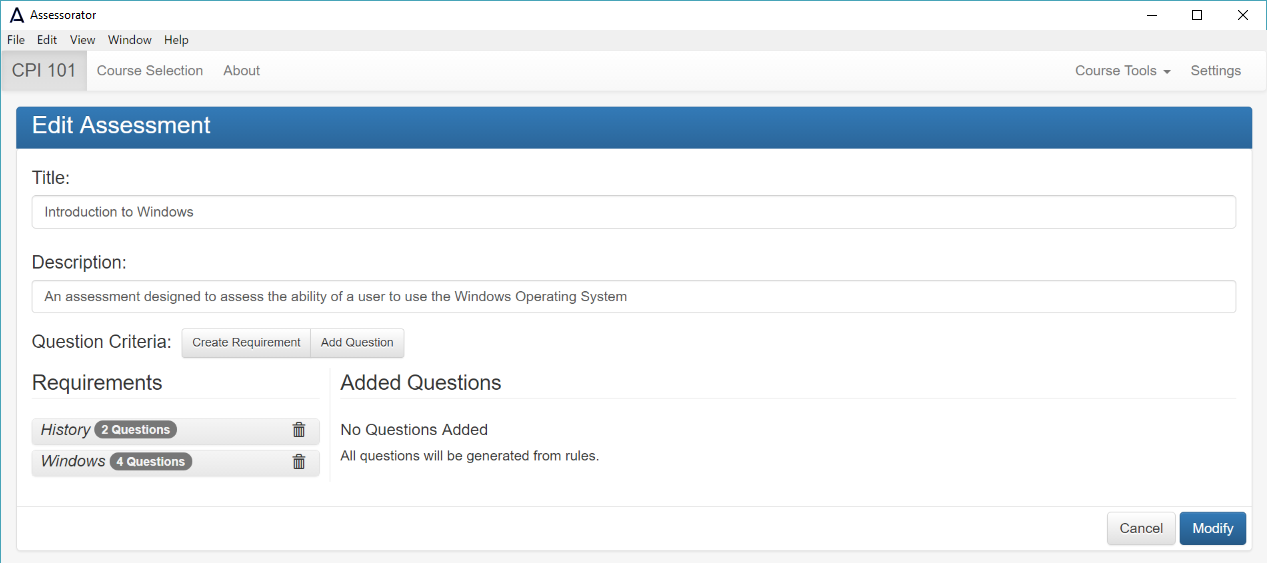 Assessorator
File Edit View Window Help
CPI 101 Course Selection About Course Tools Settings
Edit Assessment
Title:
Introduction to Windows
Description:
An assessment designed to assess the ability of a user to use the Windows Operating System
Question Criteria: Create Requirement Add Question
Requirements Added Questions
History 2 Questions No Questions Added
All questions will be generated from rules.
Windows 4 Questions
Cancel Modify